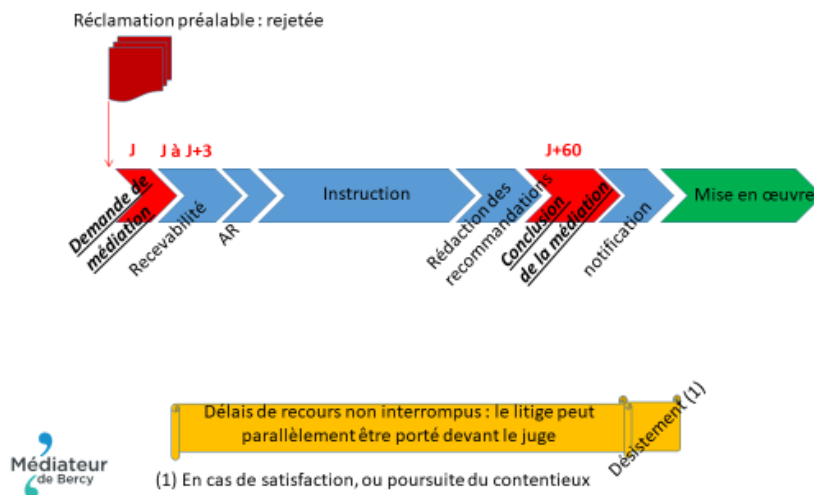 Réclamation préalable : rejetée
J
J à J+3
J+60
Demande de
médiation
Recevabilité
AR
Instruction
Rédaction des
recommandations
Conclusion
de la médiation
notification
Mise en œuvre
Délais de recours non interrompus : le litige peut
parallèlement être porté devant le juge
Désistement (1)
Médiateur
de Bercy
(1) En cas de satisfaction, ou poursuite du contentieux